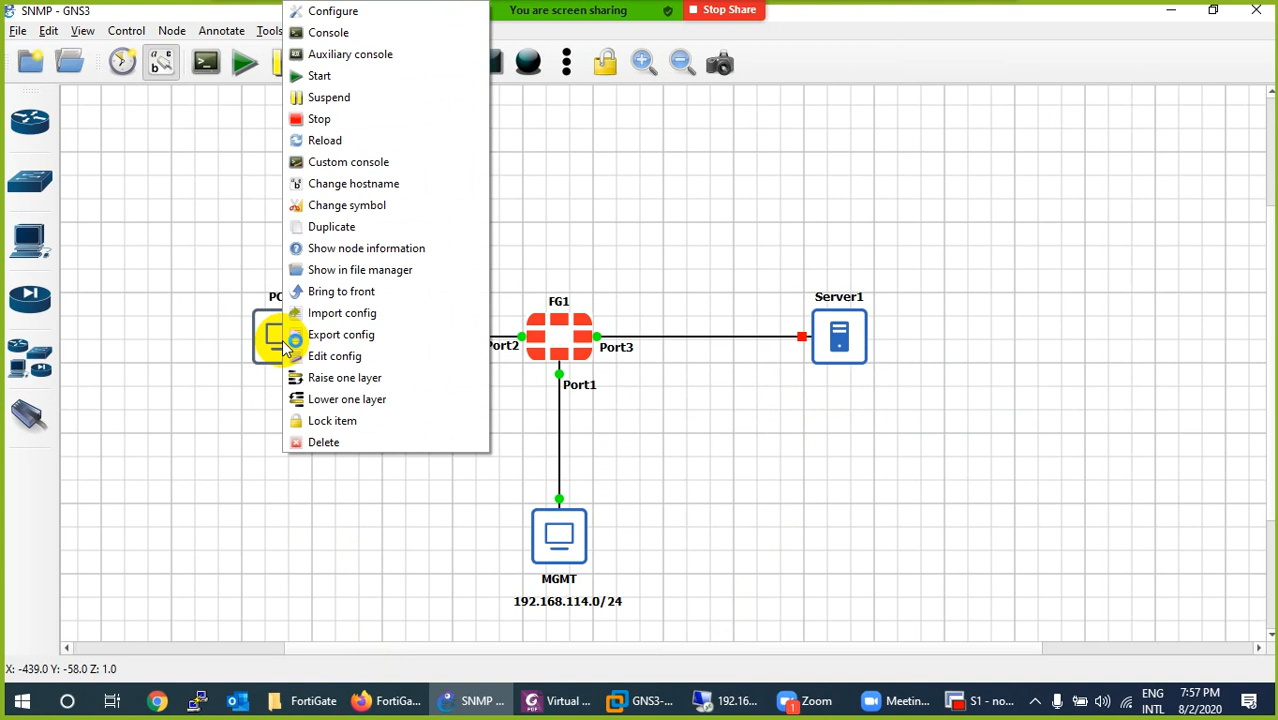 SNMP - GNS3
You are screen sharing
Stop Share
File Edit View Control Node Annotate Tools
Configure
Console
Auxiliary console
Start
Suspend
Stop
Reload
Custom console
Change hostname
Change symbol
Duplicate
Show node information
Show in file manager
Bring to front
Import config
Export config
Edit config
Raise one layer
Lower one layer
Lock item
Delete
PC
Port2
FG1
Port3
Server1
Port1
MGMT
192.168.114.0/24
X: -439.0 Y: -58.0 Z: 1.0
FortiGate
FortiGa...
SNMP ...
Virtual ...
GNS3-...
192.16...
Zoom
1
Meetin...
S1 - no...
ENG
INTL
7:57 PM
8/2/2020